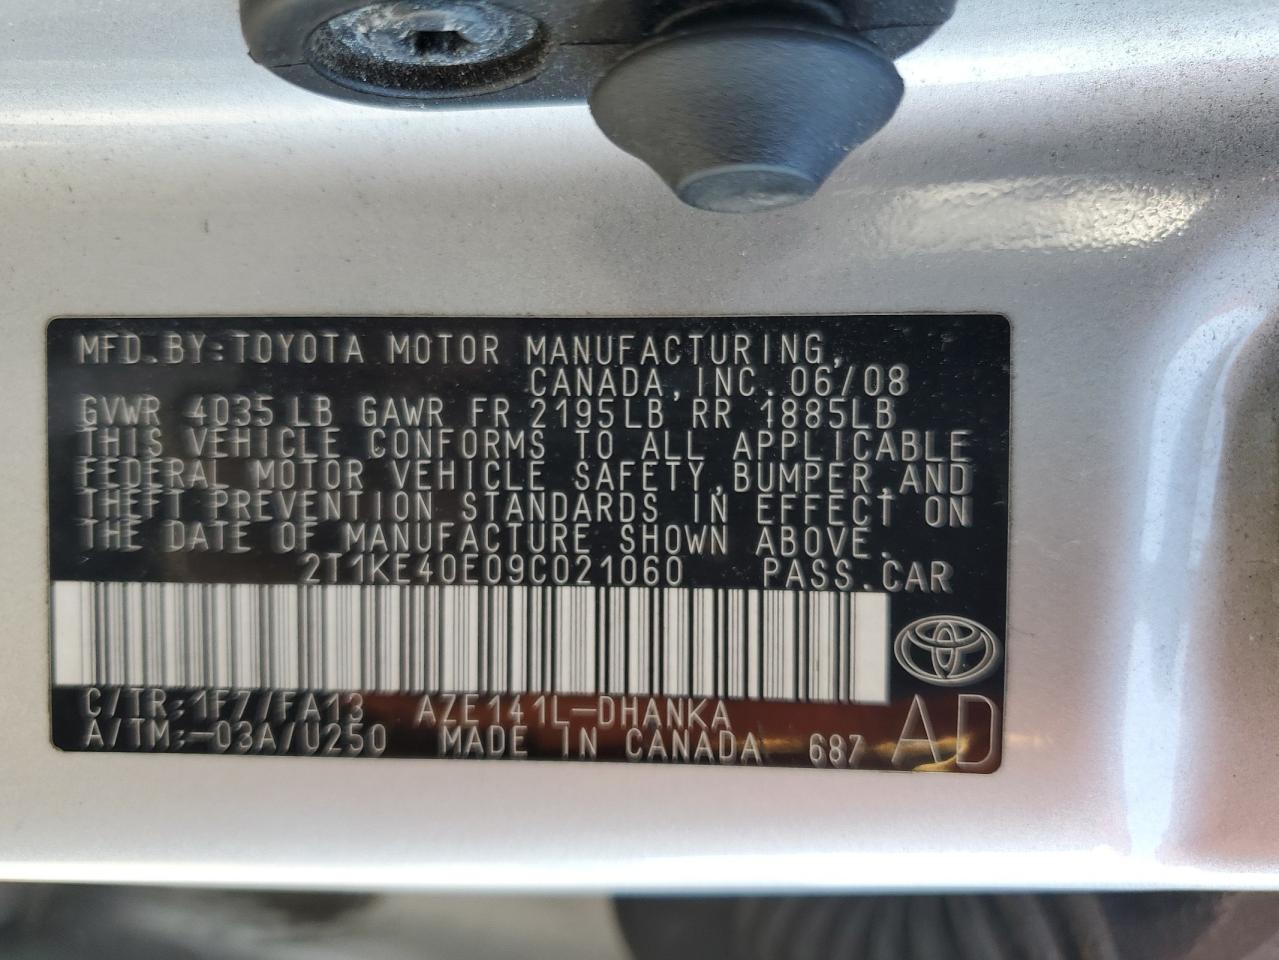 MFD.BY:TOYOTA MOTOR MANUFACTURING,
CANADA,INC. 06/08
GVWR 4035LB GAWR FR 2195LB RR 1885LB
THIS VEHICLE CONFORMS TO ALL APPLICABLE
FEDERAL MOTOR VEHICLE SAFETY,BUMPER,AND
THEFT PREVENTION STANDARDS IN EFFECT ON
THE DATE OF MANUFACTURE SHOWN ABOVE.
2T1KE40E09C021060 PASS.CAR
C/TR:1F7/FA13 AZE141L-DHANKA
A/TM:-03A/U250 MADE IN CANADA 687 AD